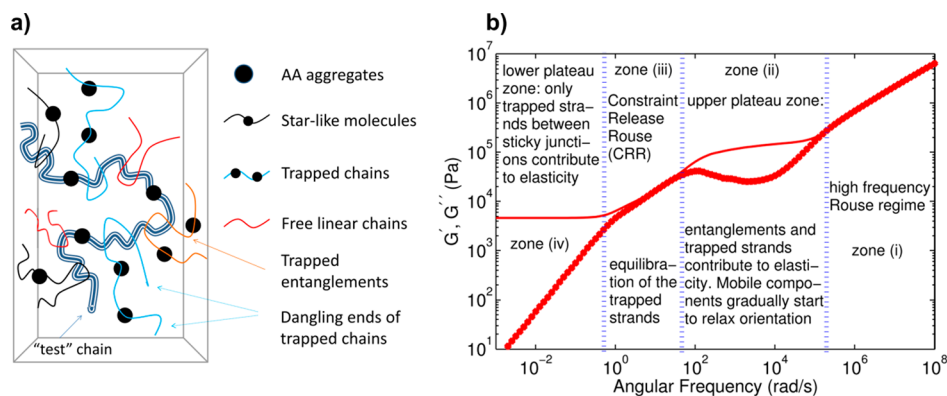 a)
AA aggregates
Star-like molecules
Trapped chains
Free linear chains
Trapped
entanglements
Dangling ends of
trapped chains
"test" chain
b)
10^7
10^6
10^5
10^4
10^3
10^2
10^1
G′, G′′ (Pa)
lower plateau
zone: only
trapped stra-
nds between
sticky juncti-
ons contribute
to elasticity
zone (iv)
zone (iii)
Constraint
Release
Rouse
(CRR)
equilibra-
tion of the
trapped
strands
zone (ii)
upper plateau zone:
entanglements and
trapped strands
contribute to elasti-
city. Mobile compo-
nents gradually start
to relax orientation
high frequency
Rouse regime
zone (i)
10^−2
10^0
10^2
10^4
10^6
10^8
Angular Frequency (rad/s)